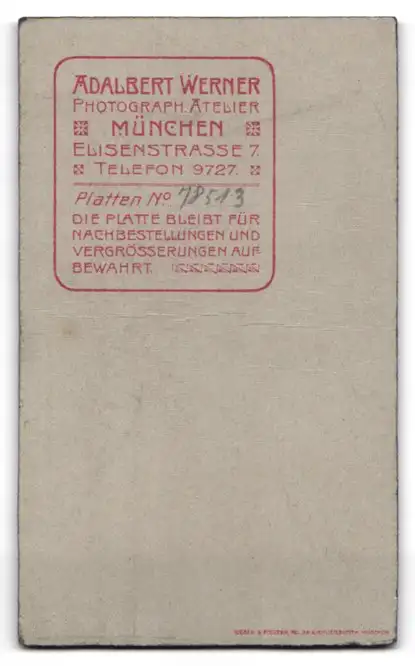 ADALBERT WERNER
PHOTOGRAPH. ATELIER
MÜNCHEN
ELISENSTRASSE 7.
TELEFON 9727.
Platten No. 78513
DIE PLATTE BLEIBT FÜR
NACHBESTELLUNGEN UND
VERGRÖSSERUNGEN AUF-
BEWAHRT.